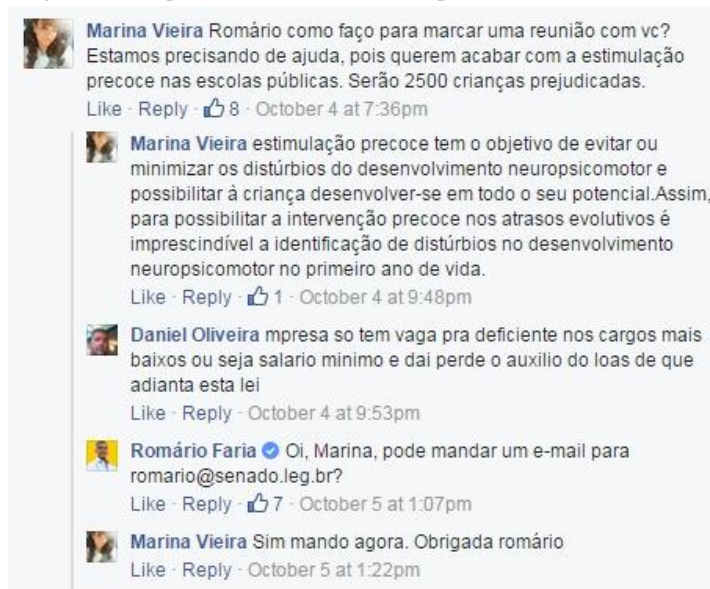 Marina Vieira Romário como faço para marcar uma reunião com vc?
Estamos precisando de ajuda, pois querem acabar com a estimulação
precoce nas escolas públicas. Serão 2500 crianças prejudicadas.
Like · Reply · 8 · October 4 at 7:36pm
Marina Vieira estimulação precoce tem o objetivo de evitar ou
minimizar os distúrbios do desenvolvimento neuropsicomotor e
possibilitar à criança desenvolver-se em todo o seu potencial.Assim,
para possibilitar a intervenção precoce nos atrasos evolutivos é
imprescindível a identificação de distúrbios no desenvolvimento
neuropsicomotor no primeiro ano de vida.
Like · Reply · 1 · October 4 at 9:48pm
Daniel Oliveira mpresa so tem vaga pra deficiente nos cargos mais
baixos ou seja salario minimo e dai perde o auxilio do loas de que
adianta esta lei
Like · Reply · October 4 at 9:53pm
Romário Faria Oi, Marina, pode mandar um e-mail para
romario@senado.leg.br?
Like · Reply · 7 · October 5 at 1:07pm
Marina Vieira Sim mando agora. Obrigada romário
Like · Reply · October 5 at 1:22pm